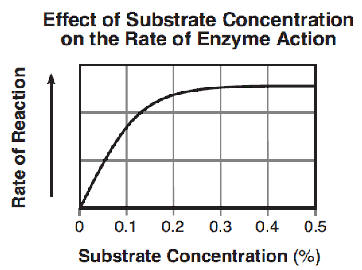 Effect of Substrate Concentration
on the Rate of Enzyme Action
Rate of Reaction
0 0.1 0.2 0.3 0.4 0.5
Substrate Concentration (%)